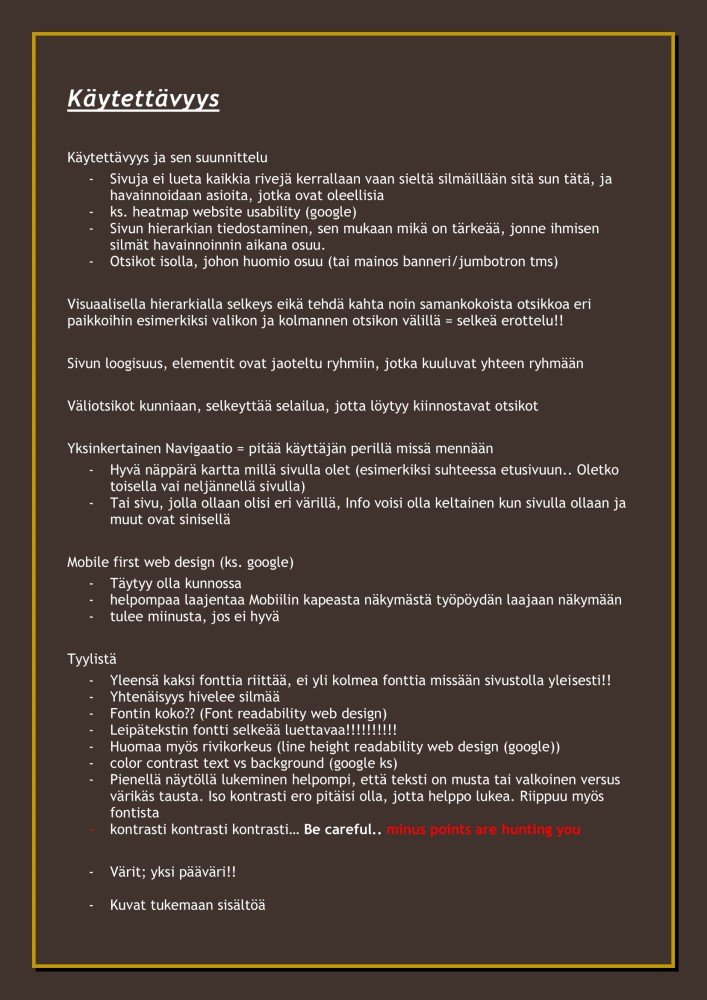 Käytettävyys
Käytettävyys ja sen suunnittelu
- Sivuja ei lueta kaikkia rivejä kerrallaan vaan sieltä silmäillään sitä sun tätä, ja
havainnoidaan asioita, jotka ovat oleellisia
- ks. heatmap website usability (google)
- Sivun hierarkian tiedostaminen, sen mukaan mikä on tärkeää, jonne ihmisen
silmät havainnoinnin aikana osuu.
- Otsikot isolla, johon huomio osuu (tai mainos banneri/jumbotron tms)
Visuaalisella hierarkialla selkeys eikä tehdä kahta noin samankokoista otsikkoa eri
paikkoihin esimerkiksi valikon ja kolmannen otsikon välillä = selkeä erottelu!!
Sivun loogisuus, elementit ovat jaoteltu ryhmiin, jotka kuuluvat yhteen ryhmään
Väliotsikot kunniaan, selkeyttää selailua, jotta löytyy kiinnostavat otsikot
Yksinkertainen Navigaatio = pitää käyttäjän perillä missä mennään
- Hyvä näppärä kartta millä sivulla olet (esimerkiksi suhteessa etusivuun.. Oletko
toisella vai neljännellä sivulla)
- Tai sivu, jolla ollaan olisi eri värillä, Info voisi olla keltainen kun sivulla ollaan ja
muut ovat sinisellä
Mobile first web design (ks. google)
- Täytyy olla kunnossa
- helpompaa laajentaa Mobiilin kapeasta näkymästä työpöydän laajaan näkymään
- tulee miinusta, jos ei hyvä
Tyylistä
- Yleensä kaksi fonttia riittää, ei yli kolmea fonttia missään sivustolla yleisesti!!
- Yhtenäisyys hivelee silmää
- Fontin koko?? (Font readability web design)
- Leipätekstin fontti selkeää luettavaa!!!!!!!!!!
- Huomaa myös rivikorkeus (line height readability web design (google))
- color contrast text vs background (google ks)
- Pienellä näytöllä lukeminen helpompi, että teksti on musta tai valkoinen versus
värikäs tausta. Iso kontrasti ero pitäisi olla, jotta helppo lukea. Riippuu myös
fontista
- kontrasti kontrasti kontrasti… Be careful.. minus points are hunting you
- Värit; yksi pääväri!!
- Kuvat tukemaan sisältöä